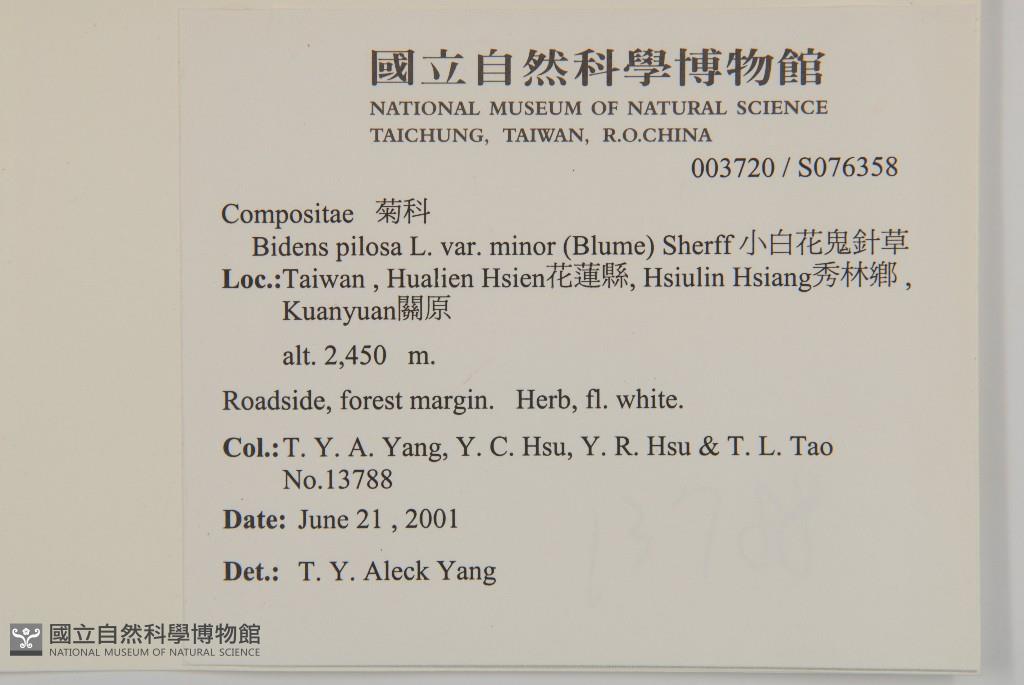 國立自然科學博物館
NATIONAL MUSEUM OF NATURAL SCIENCE
TAICHUNG, TAIWAN, R.O.CHINA
003720 / S076358
Compositae 菊科
Bidens pilosa L. var. minor (Blume) Sherff 小白花鬼針草
Loc.:Taiwan , Hualien Hsien花蓮縣, Hsiulin Hsiang秀林鄉 ,
Kuanyuan關原
alt. 2,450 m.
Roadside, forest margin. Herb, fl. white.
Col.: T. Y. A. Yang, Y. C. Hsu, Y. R. Hsu & T. L. Tao
No.13788
Date: June 21 , 2001
Det.: T. Y. Aleck Yang
13788
國立自然科學博物館
NATIONAL MUSEUM OF NATURAL SCIENCE